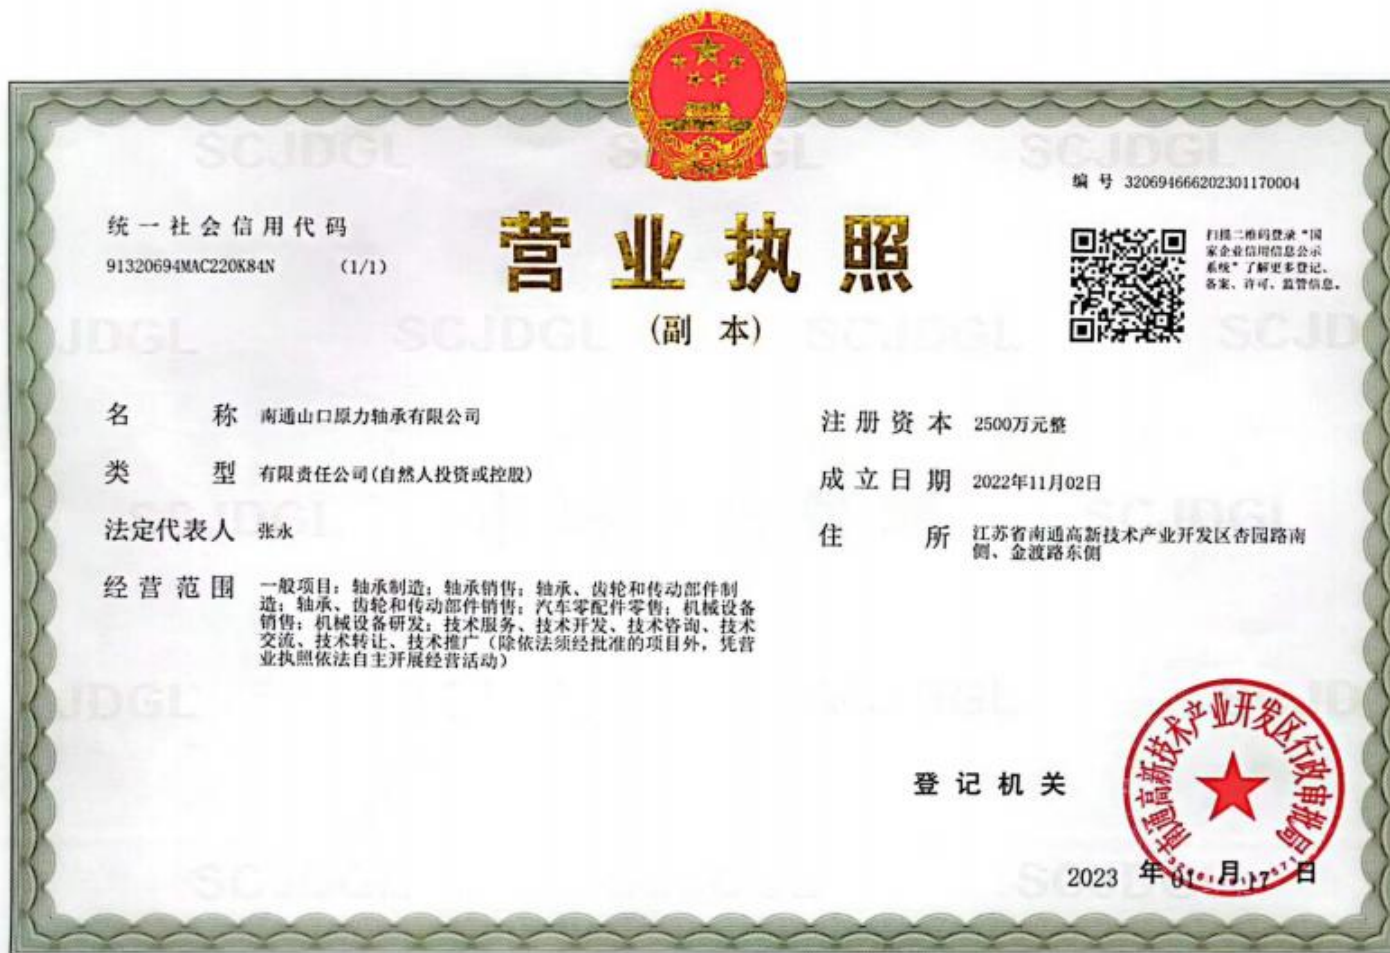 编号 320694666202301170004
统一社会信用代码
91320694MAC220K84N (1/1)
营业执照
(副 本)
扫描二维码登录“国
家企业信用信息公示
系统”了解更多登记、
备案、许可、监管信息。
名称 南通山口原力轴承有限公司
类型 有限责任公司(自然人投资或控股)
法定代表人 张永
经营范围 一般项目：轴承制造；轴承销售；轴承、齿轮和传动部件制
造；轴承、齿轮和传动部件销售；汽车零配件零售；机械设备
销售；机械设备研发；技术服务、技术开发、技术咨询、技术
交流、技术转让、技术推广（除依法须经批准的项目外，凭营
业执照依法自主开展经营活动）
注册资本 2500万元整
成立日期 2022年11月02日
住所 江苏省南通高新技术产业开发区杏园路南
侧、金渡路东侧
登记机关
南通高新技术产业开发区行政审批局
2023 年 01 月 17 日
SCJDGL